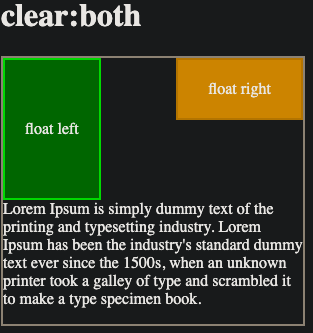 clear:both
float left
float right
Lorem Ipsum is simply dummy text of the
printing and typesetting industry. Lorem
Ipsum has been the industry's standard dummy
text ever since the 1500s, when an unknown
printer took a galley of type and scrambled it
to make a type specimen book.